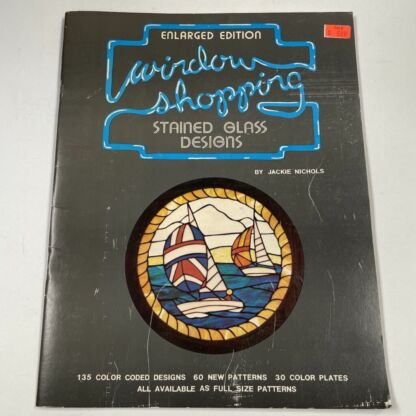 ENLARGED EDITION
window
shopping
STAINED GLASS
DESIGNS
BY JACKIE NICHOLS
135 COLOR CODED DESIGNS 60 NEW PATTERNS 30 COLOR PLATES
ALL AVAILABLE AS FULL SIZE PATTERNS